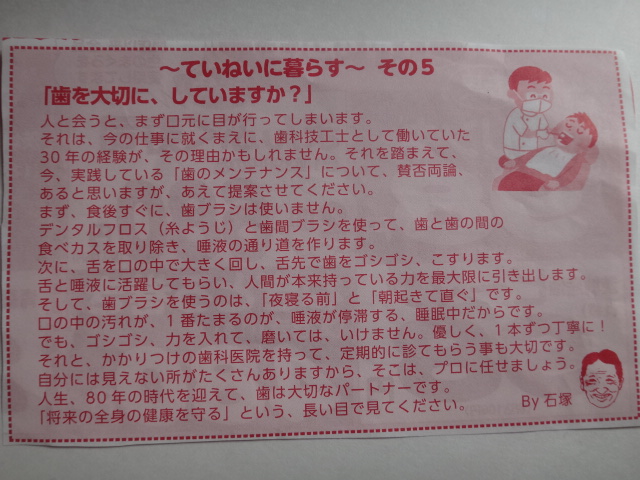 ～ていねいに暮らす～ その５
「歯を大切に、していますか？」
人と会うと、まず口元に目が行ってしまいます。
それは、今の仕事に就くまえに、歯科技工士として働いていた
30年の経験が、その理由かもしれません。それを踏まえて、
今、実践している「歯のメンテナンス」について、賛否両論、
あると思いますが、あえて提案させてください。
まず、食後すぐに、歯ブラシは使いません。
デンタルフロス（糸ようじ）と歯間ブラシを使って、歯と歯の間の
食べカスを取り除き、唾液の通り道を作ります。
次に、舌を口の中で大きく回し、舌先で歯をゴシゴシ、こすります。
舌と唾液に活躍してもらい、人間が本来持っている力を最大限に引き出します。
そして、歯ブラシを使うのは、「夜寝る前」と「朝起きて直ぐ」です。
口の中の汚れが、１番たまるのが、唾液が停滞する、睡眠中だからです。
でも、ゴシゴシ、力を入れて、磨いては、いけません。優しく、１本ずつ丁寧に！
それと、かかりつけの歯科医院を持って、定期的に診てもらう事も大切です。
自分には見えない所がたくさんありますから、そこは、プロに任せましょう。
人生、80年の時代を迎えて、歯は大切なパートナーです。
「将来の全身の健康を守る」という、長い目で見てください。
By 石塚